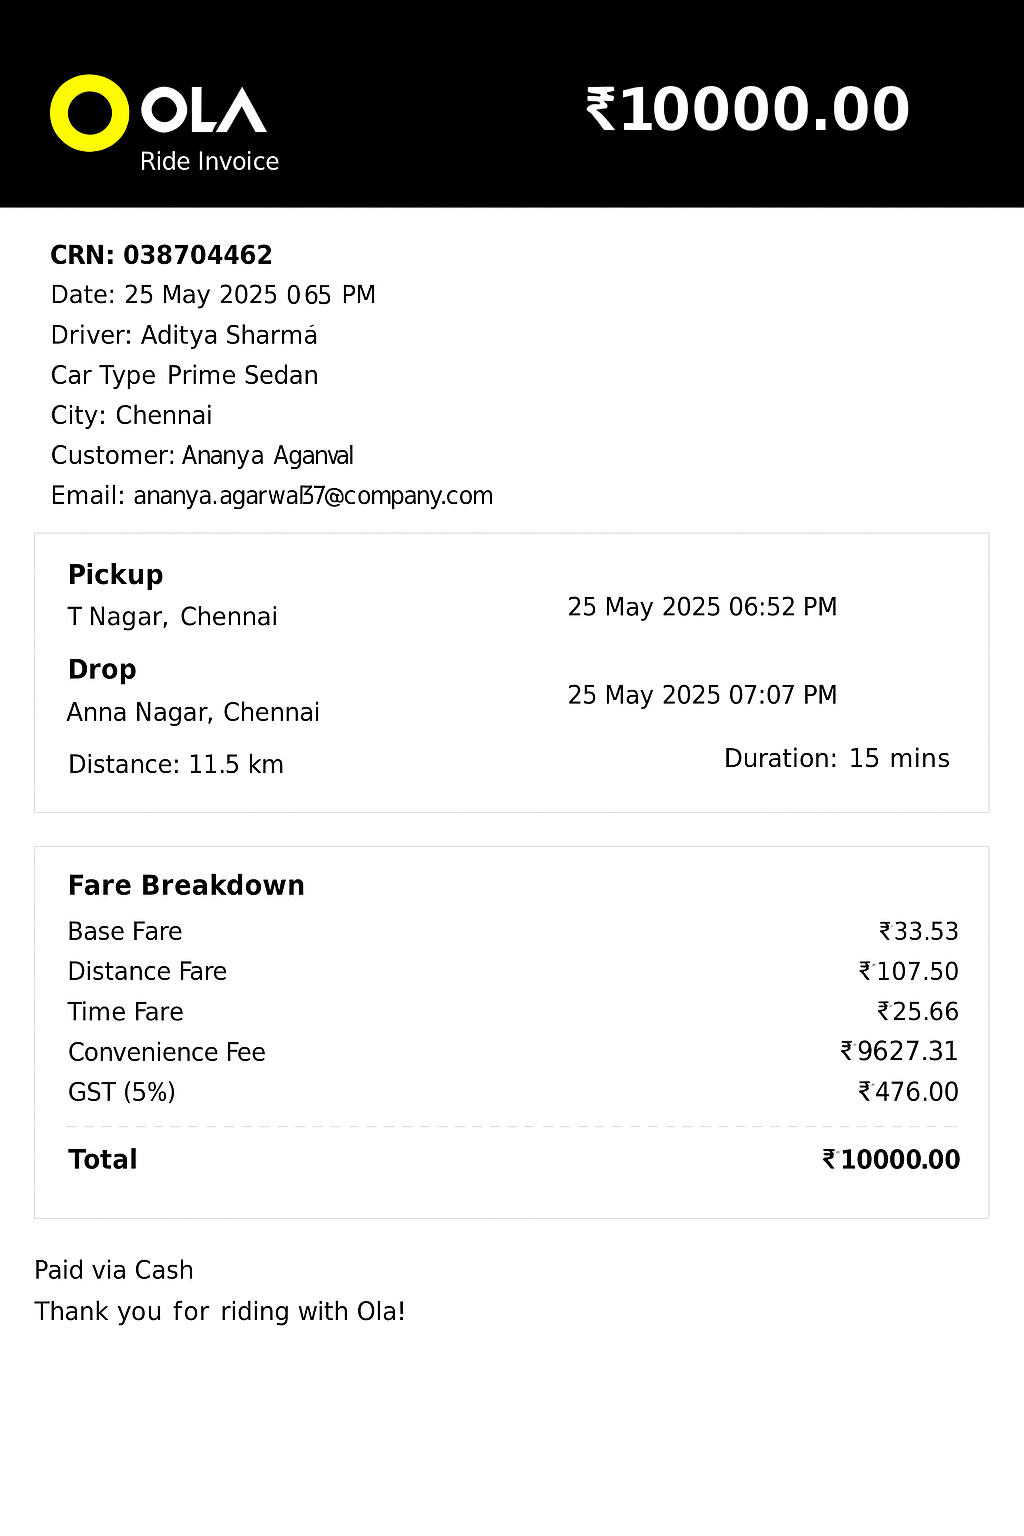 OLA
Ride Invoice
₹10000.00
CRN: 038704462
Date: 25 May 2025 065 PM
Driver: Aditya Sharmá
Car Type Prime Sedan
City: Chennai
Customer: Ananya Aganval
Email: ananya.agarwal37@company.com
Pickup
T Nagar, Chennai
25 May 2025 06:52 PM
Drop
Anna Nagar, Chennai
25 May 2025 07:07 PM
Distance: 11.5 km
Duration: 15 mins
Fare Breakdown
Base Fare ₹33.53
Distance Fare ₹107.50
Time Fare ₹25.66
Convenience Fee ₹9627.31
GST (5%) ₹476.00
Total ₹10000.00
Paid via Cash
Thank you for riding with Ola!